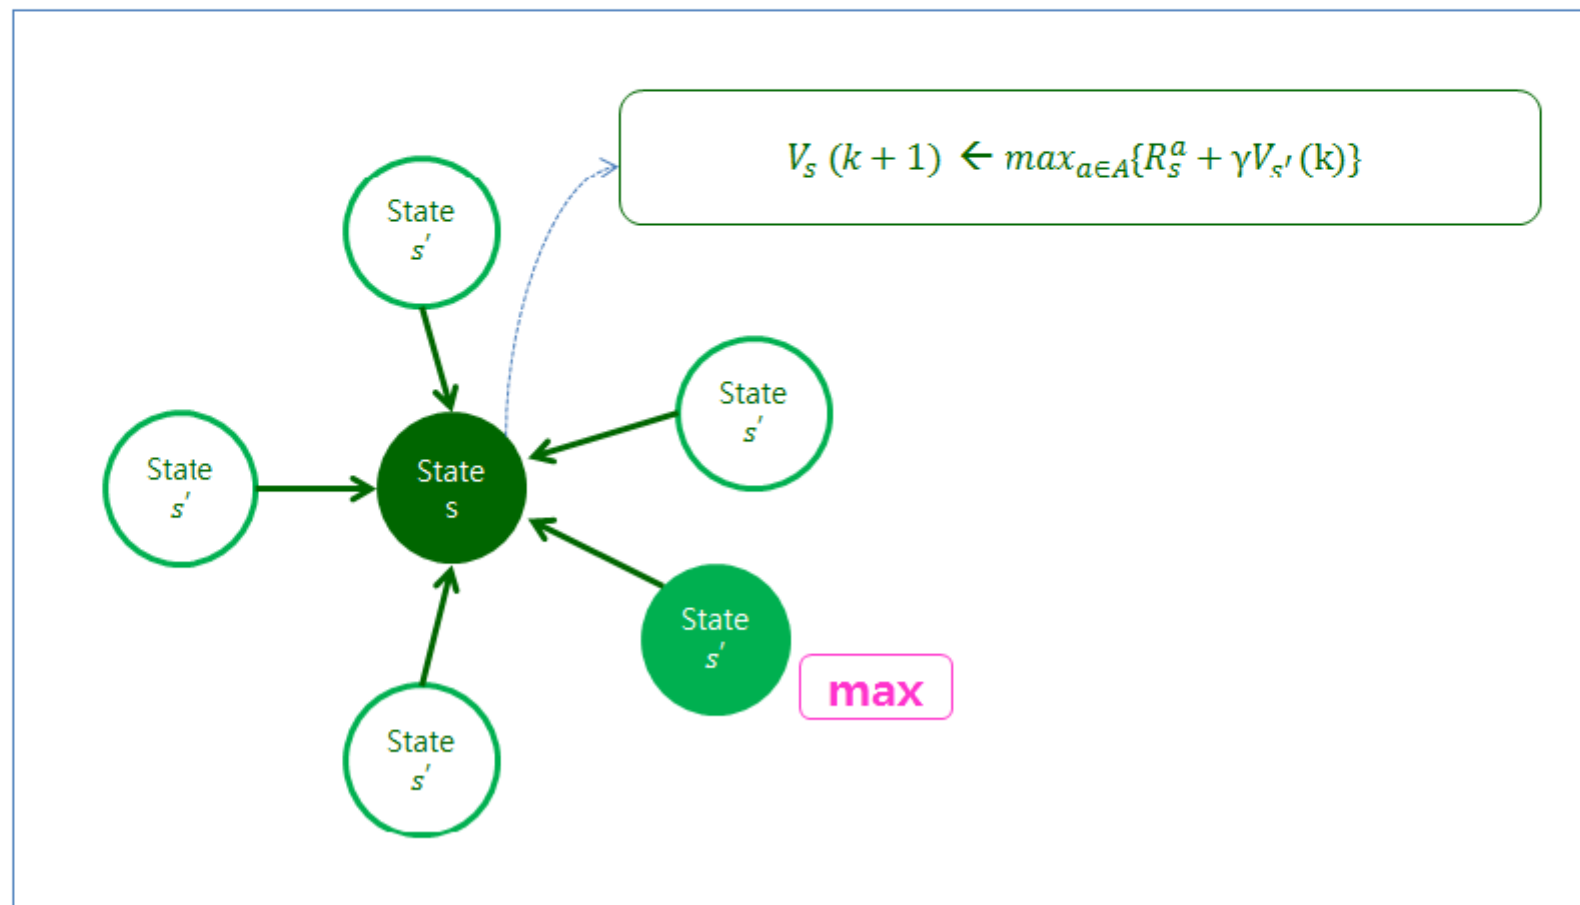 V_s (k + 1) ← max_{a∈A}{R_s^a + γV_{s′}(k)}
State
s′
State
s′
State
s′
State
s
State
s′
max
State
s′